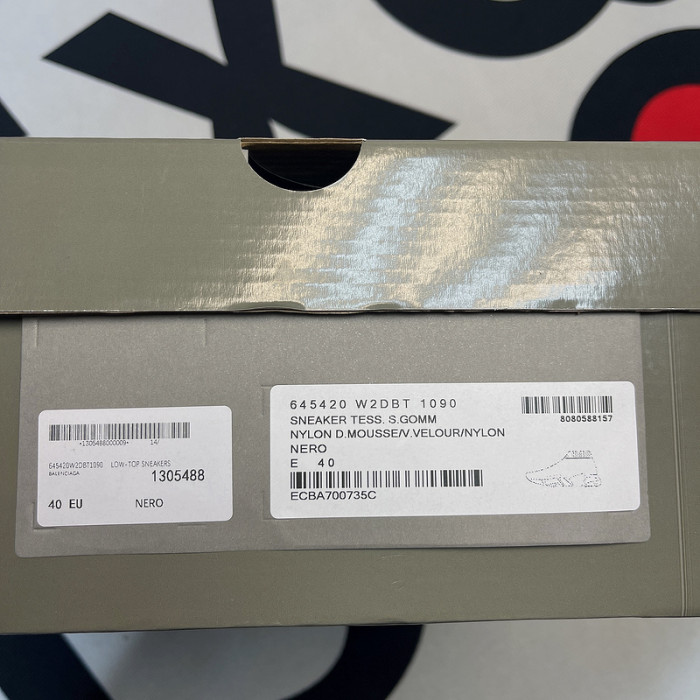 *1305488000009* 14/
645420W2DBT1090 LOW-TOP SNEAKERS
BALENCIAGA
1305488
40 EU NERO
645420 W2DBT 1090
SNEAKER TESS. S.GOMM
NYLON D.MOUSSE/V.VELOUR/NYLON
NERO
E 40
ECBA700735C
8080588157